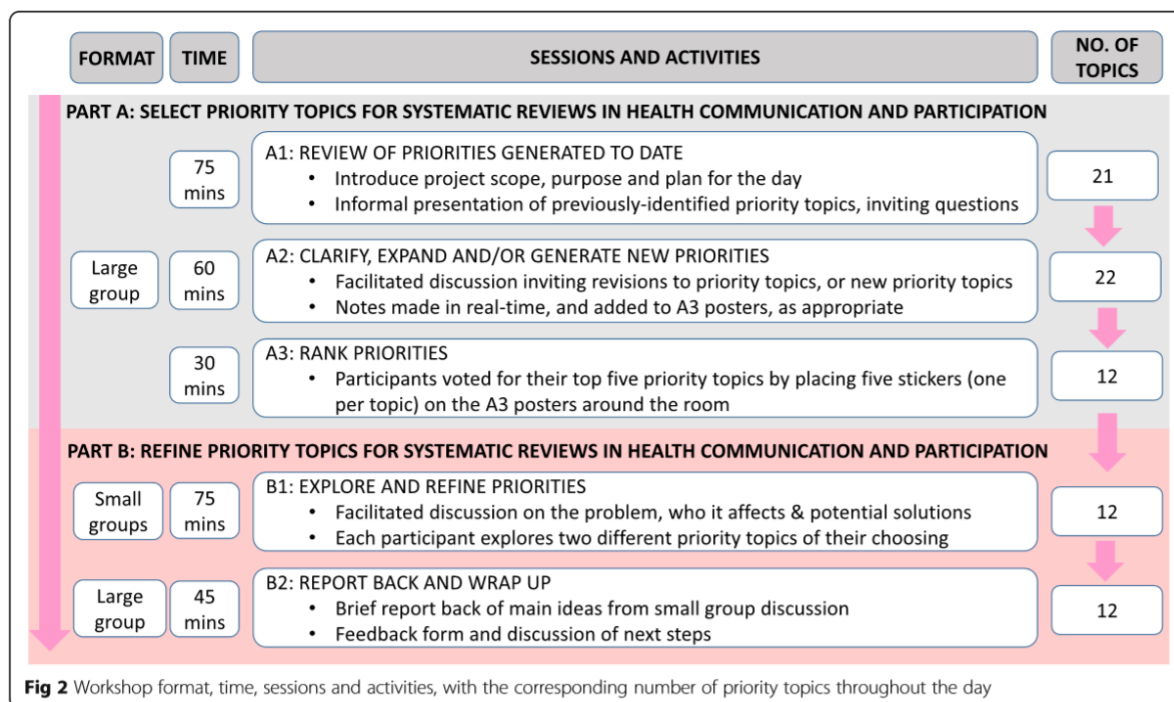 FORMAT TIME SESSIONS AND ACTIVITIES NO. OF
TOPICS
PART A: SELECT PRIORITY TOPICS FOR SYSTEMATIC REVIEWS IN HEALTH COMMUNICATION AND PARTICIPATION
75
mins
A1: REVIEW OF PRIORITIES GENERATED TO DATE
• Introduce project scope, purpose and plan for the day
• Informal presentation of previously-identified priority topics, inviting questions
21
Large
group
60
mins
A2: CLARIFY, EXPAND AND/OR GENERATE NEW PRIORITIES
• Facilitated discussion inviting revisions to priority topics, or new priority topics
• Notes made in real-time, and added to A3 posters, as appropriate
22
30
mins
A3: RANK PRIORITIES
• Participants voted for their top five priority topics by placing five stickers (one
per topic) on the A3 posters around the room
12
PART B: REFINE PRIORITY TOPICS FOR SYSTEMATIC REVIEWS IN HEALTH COMMUNICATION AND PARTICIPATION
Small
groups
75
mins
B1: EXPLORE AND REFINE PRIORITIES
• Facilitated discussion on the problem, who it affects & potential solutions
• Each participant explores two different priority topics of their choosing
12
Large
group
45
mins
B2: REPORT BACK AND WRAP UP
• Brief report back of main ideas from small group discussion
• Feedback form and discussion of next steps
12
Fig 2 Workshop format, time, sessions and activities, with the corresponding number of priority topics throughout the day